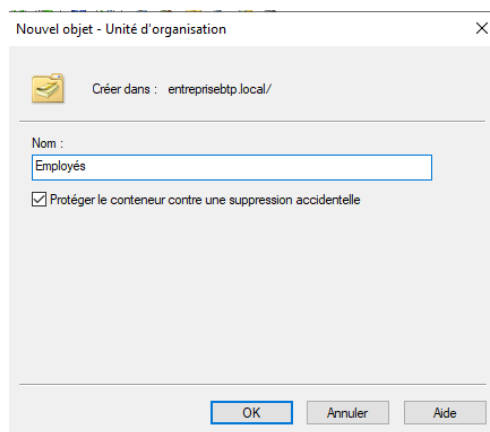 Nouvel objet - Unité d'organisation
Créer dans : entreprisebtp.local/
Nom :
Employés
Protéger le conteneur contre une suppression accidentelle
OK Annuler Aide